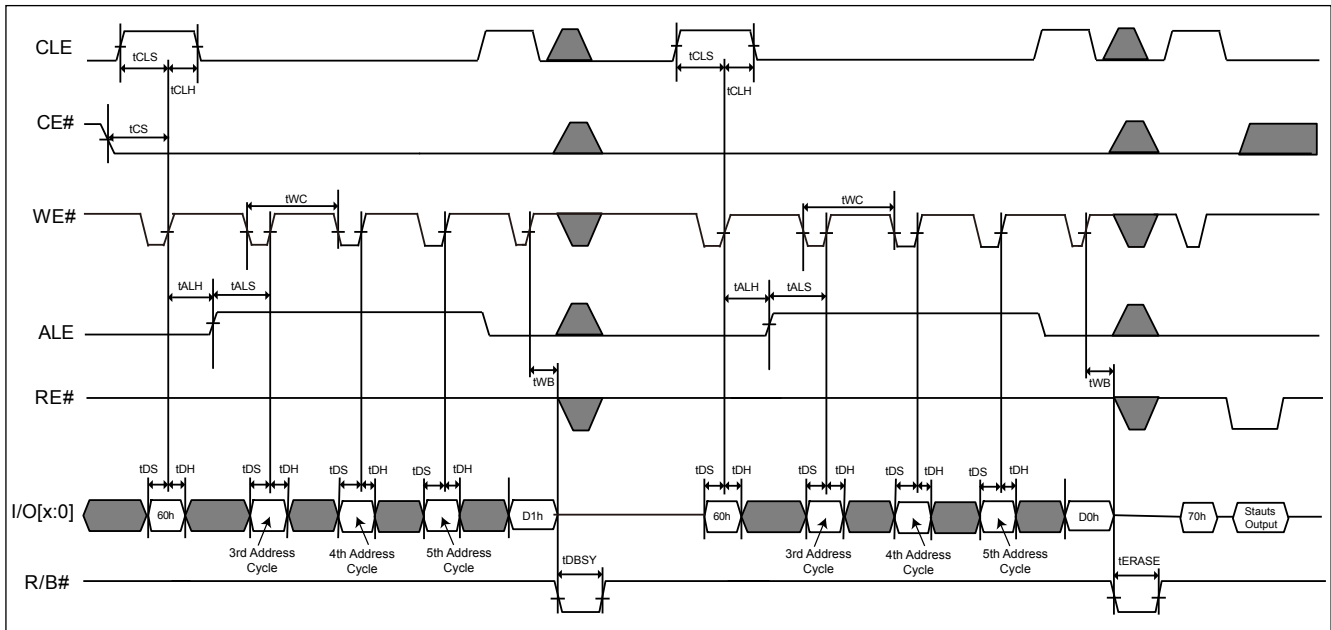 CLE
tCLS
tCLH
tCLS
tCLH
CE#
tCS
WE#
tWC
tWC
ALE
tALH
tALS
tALH
tALS
tWB
tWB
RE#
I/O[x:0]
tDS
tDH
tDS
tDH
tDS
tDH
tDS
tDH
tDS
tDH
tDS
tDH
tDS
tDH
tDS
tDH
60h
D1h
60h
D0h
70h
Stauts
Output
3rd Address
Cycle
4th Address
Cycle
5th Address
Cycle
3rd Address
Cycle
4th Address
Cycle
5th Address
Cycle
R/B#
tDBSY
tERASE